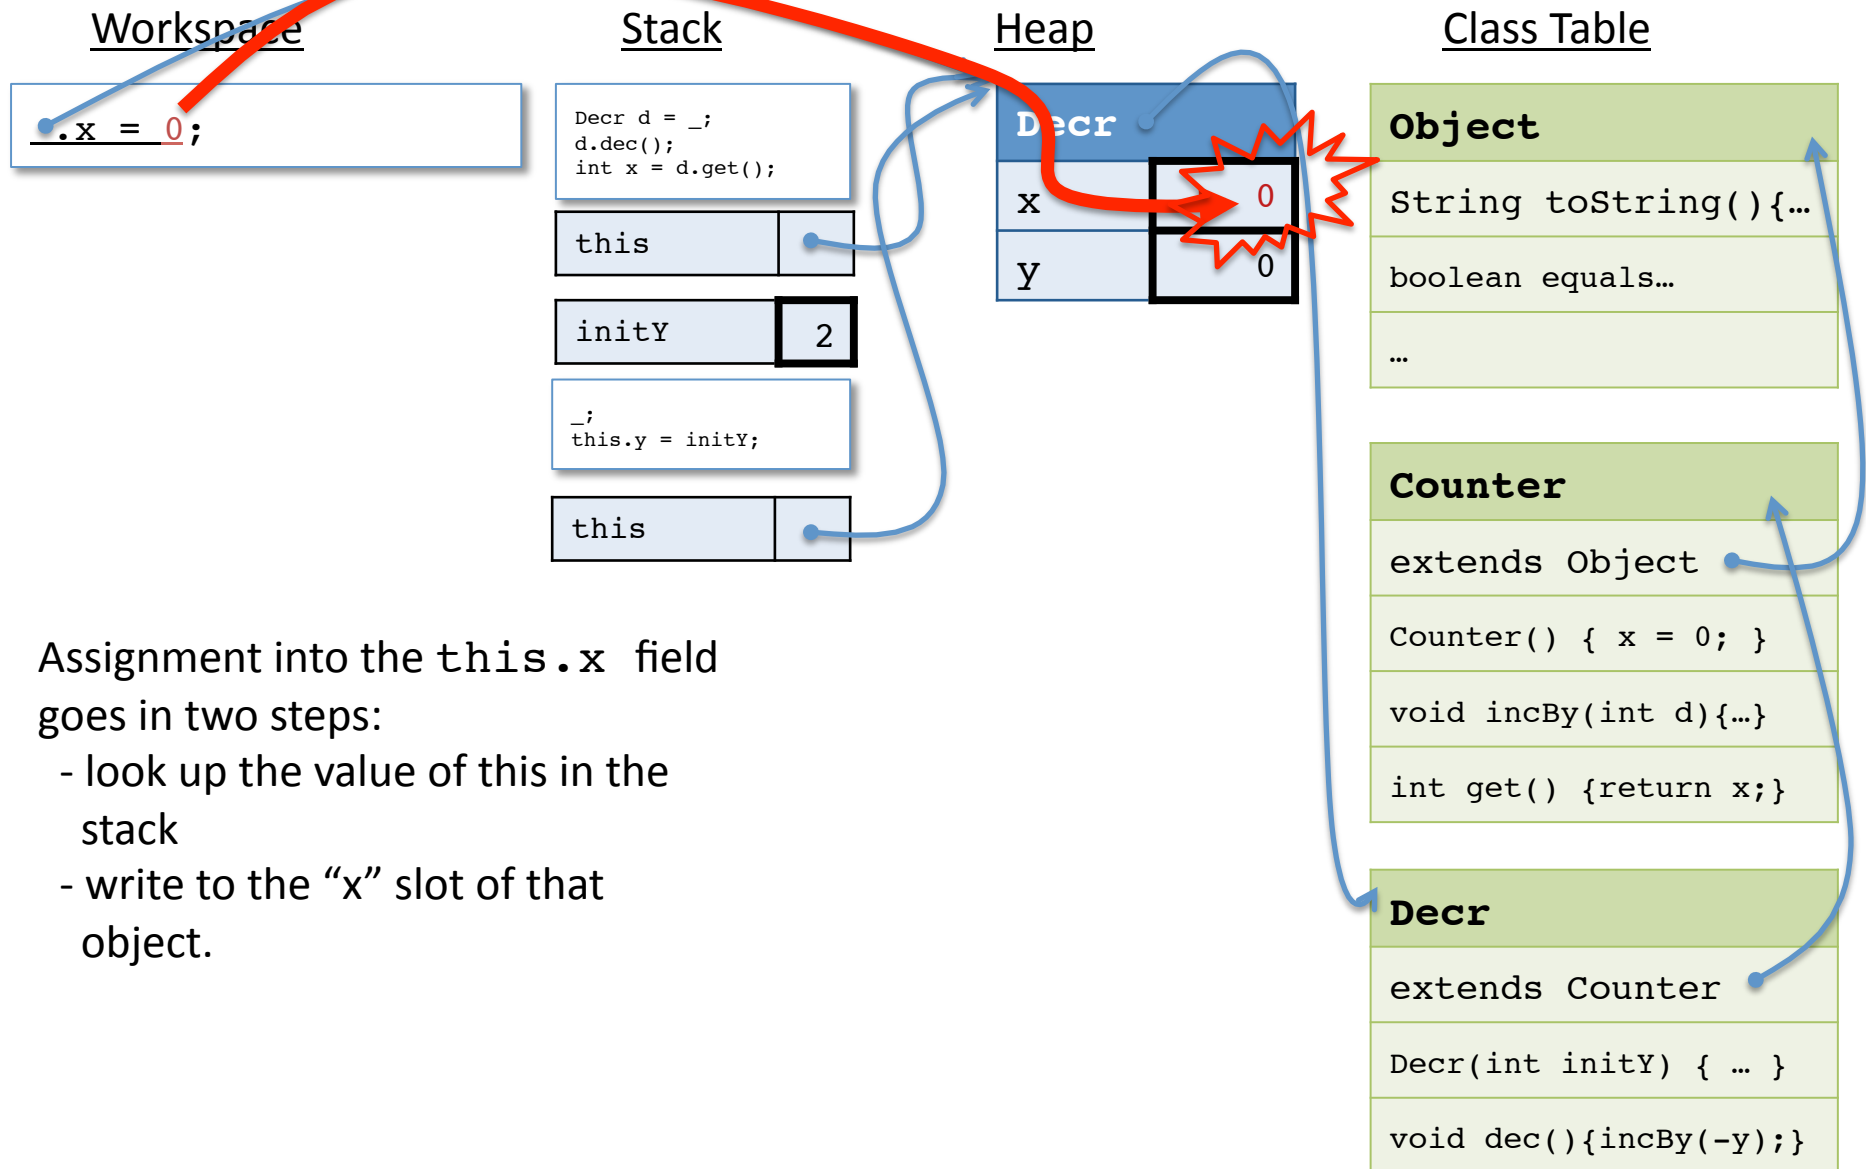 Workspace
Stack
Heap
Class Table
.x = 0;
Decr d = _;
d.dec();
int x = d.get();
this
initY 2
_;
this.y = initY;
this
Decr
x 0
y 0
Object
String toString(){…
boolean equals…
…
Counter
extends Object
Counter() { x = 0; }
void incBy(int d){…}
int get() {return x;}
Decr
extends Counter
Decr(int initY) { … }
void dec(){incBy(-y);}
Assignment into the this.x field
goes in two steps:
- look up the value of this in the
stack
- write to the “x” slot of that
object.